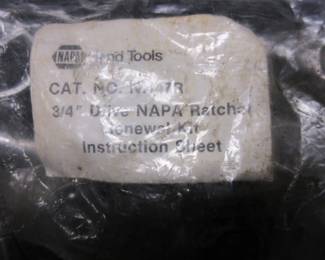 NAPA Hand Tools
CAT. NO.
3/4" Drive NAPA Ratchet
Renewal Kit
Instruction Sheet